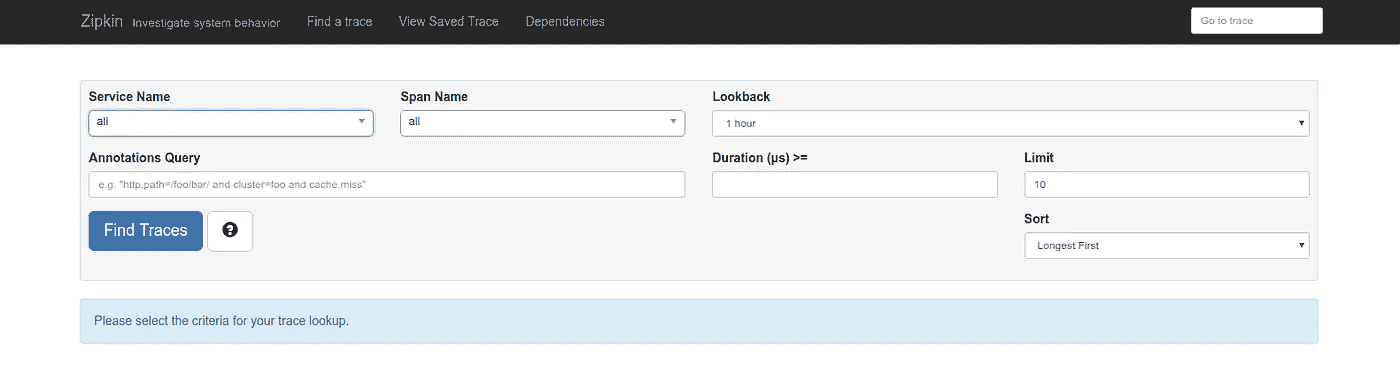 Zipkin Investigate system behavior Find a trace View Saved Trace Dependencies Go to trace
Service Name Span Name Lookback
all all 1 hour
Annotations Query Duration (μs) >= Limit
e.g. "http.path=/foo/bar/ and cluster=foo and cache.miss" 10
Find Traces ? Sort
Longest First
Please select the criteria for your trace lookup.